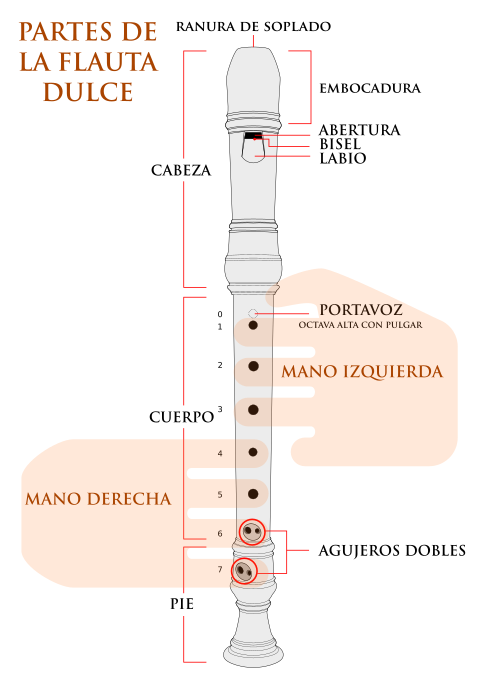 PARTES DE
LA FLAUTA
DULCE
RANURA DE SOPLADO
EMBOCADURA
ABERTURA
BISEL
LABIO
CABEZA
0
PORTAVOZ
1
OCTAVA ALTA CON PULGAR
2
MANO IZQUIERDA
3
CUERPO
4
5
MANO DERECHA
6
AGUJEROS DOBLES
7
PIE